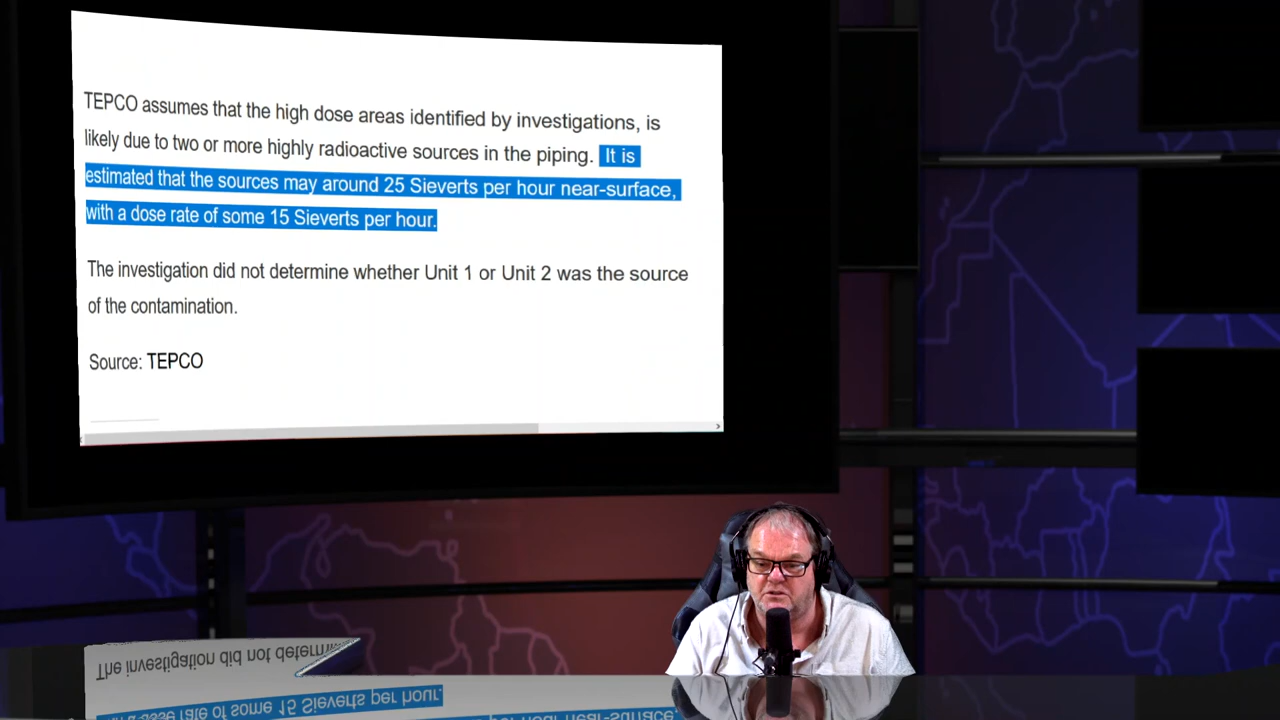 TEPCO assumes that the high dose areas identified by investigations, is
likely due to two or more highly radioactive sources in the piping. It is
estimated that the sources may around 25 Sieverts per hour near-surface,
with a dose rate of some 15 Sieverts per hour.
The investigation did not determine whether Unit 1 or Unit 2 was the source
of the contamination.
Source: TEPCO